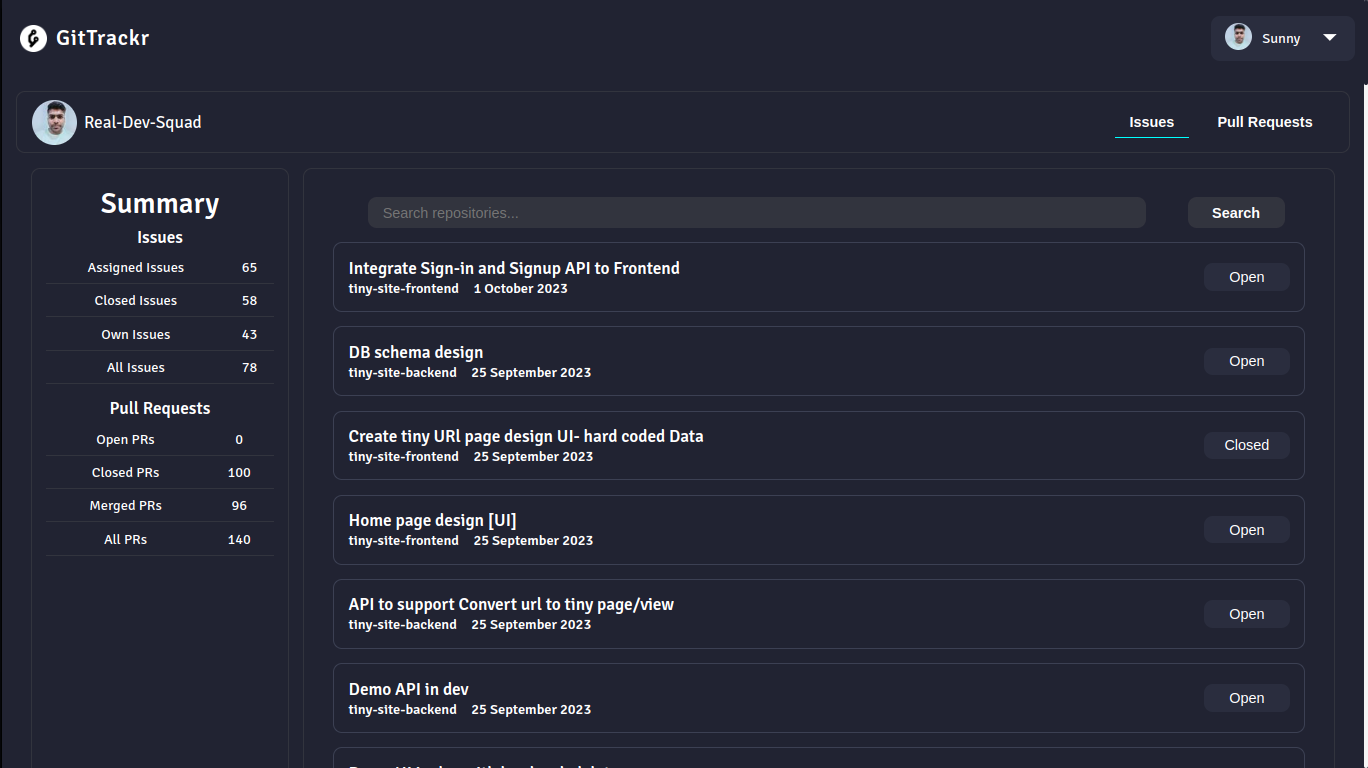 GitTrackr
Sunny
Real-Dev-Squad
Issues Pull Requests
Summary
Issues
Assigned Issues 65
Closed Issues 58
Own Issues 43
All Issues 78
Pull Requests
Open PRs 0
Closed PRs 100
Merged PRs 96
All PRs 140
Search repositories... Search
Integrate Sign-in and Signup API to Frontend
tiny-site-frontend 1 October 2023
Open
DB schema design
tiny-site-backend 25 September 2023
Open
Create tiny URl page design UI- hard coded Data
tiny-site-frontend 25 September 2023
Closed
Home page design [UI]
tiny-site-frontend 25 September 2023
Open
API to support Convert url to tiny page/view
tiny-site-backend 25 September 2023
Open
Demo API in dev
tiny-site-backend 25 September 2023
Open